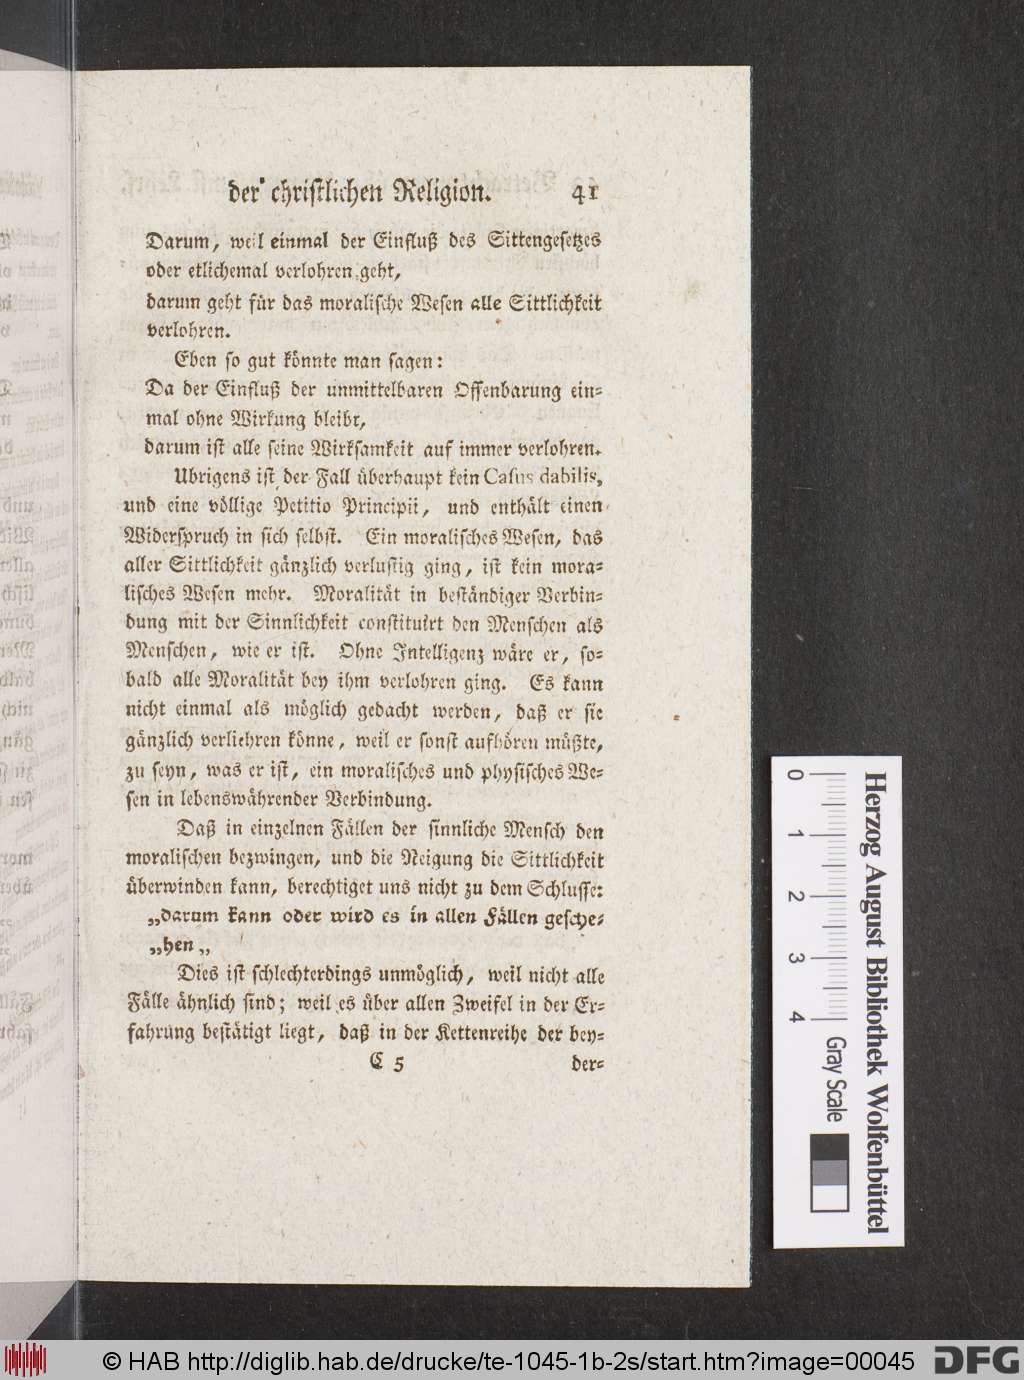 der christlichen Religion. 41
Darum, weil einmal der Einfluß des Sittengesetzes
oder etlichemal verlohren geht,
darum geht für das moralische Wesen alle Sittlichkeit
verlohren.
Eben so gut könnte man sagen:
Da der Einfluß der unmittelbaren Offenbarung ein-
mal ohne Wirkung bleibt,
darum ist alle seine Wirksamkeit auf immer verlohren.
Ubrigens ist der Fall überhaupt kein Casus dabilis,
und eine völlige Petitio Principii, und enthält einen
Widerspruch in sich selbst. Ein moralisches Wesen, das
aller Sittlichkeit gänzlich verlustig ging, ist kein mora-
lisches Wesen mehr. Moralität in beständiger Verbin-
dung mit der Sinnlichkeit constituirt den Menschen als
Menschen, wie er ist. Ohne Intelligenz wäre er, so-
bald alle Moralität bey ihm verlohren ging. Es kann
nicht einmal als möglich gedacht werden, daß er sie
gänzlich verliehren könne, weil er sonst aufhören müßte,
zu seyn, was er ist, ein moralisches und physisches We-
sen in lebenswährender Verbindung.
Daß in einzelnen Fällen der sinnliche Mensch den
moralischen bezwingen, und die Neigung die Sittlichkeit
überwinden kann, berechtiget uns nicht zu dem Schlusse:
„darum kann oder wird es in allen Fällen gesche-
„hen„
Dies ist schlechterdings unmöglich, weil nicht alle
Fälle ähnlich sind; weil es über allen Zweifel in der Er-
fahrung bestätigt liegt, daß in der Kettenreihe der bey-
C 5 der-
0 1 2 3 4
Gray Scale
Herzog August Bibliothek Wolfenbüttel
© HAB http://diglib.hab.de/drucke/te-1045-1b-2s/start.htm?image=00045
DFG